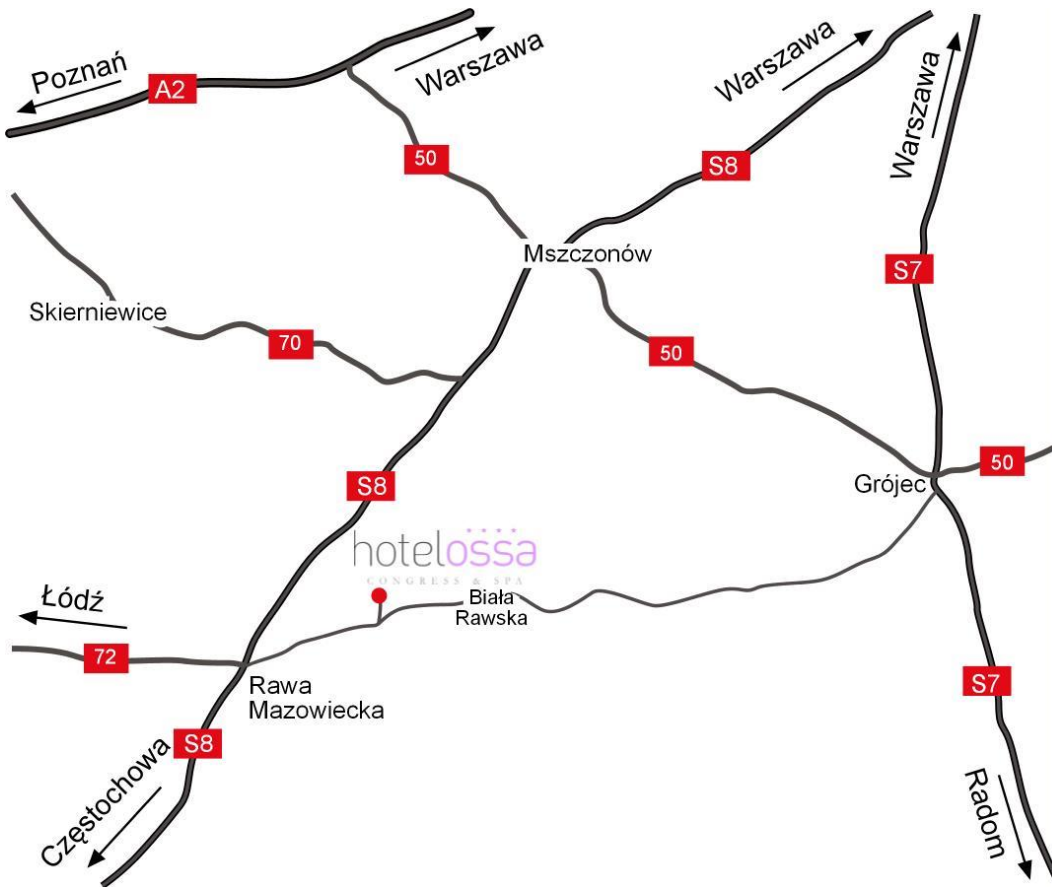 Poznań
A2
Warszawa
Warszawa
Warszawa
50
S8
Mszczonów
S7
Skierniewice
70
50
S8
50
Grójec
hotelossa
CONGRESS & SPA
Łódź
Biała
Rawska
72
Rawa
Mazowiecka
S7
S8
Częstochowa
Radom